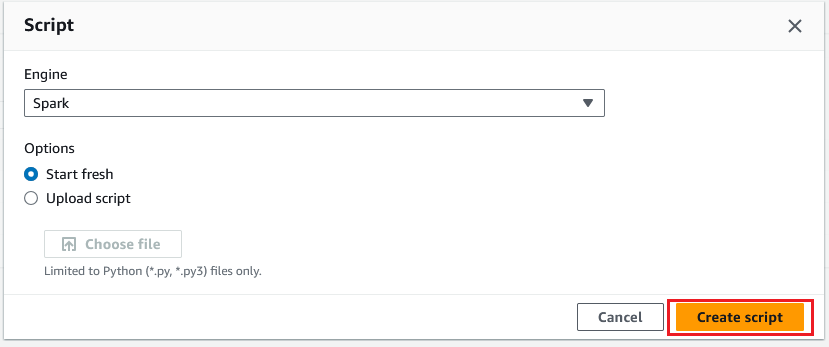 Script
Engine
Spark
Options
Start fresh
Upload script
Choose file
Limited to Python (*.py, *.py3) files only.
Cancel
Create script